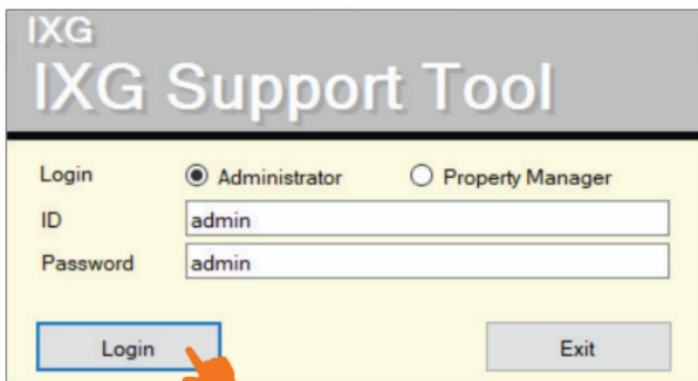 IXG
IXG Support Tool
Login Administrator Property Manager
ID admin
Password admin
Login Exit